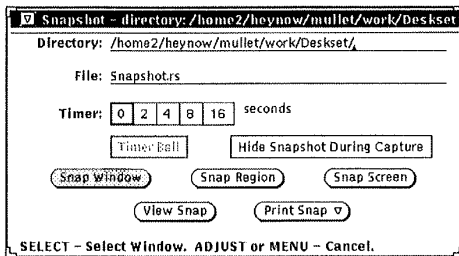 Snapshot - directory:/home2/heynow/mullet/work/Deskset
Directory: /home2/heynow/mullet/work/Deskset/
File: Snapshot.rs
Timer: 0 2 4 8 16 seconds
Timer Bell Hide Snapshot During Capture
Snap Window Snap Region Snap Screen
View Snap Print Snap
SELECT - Select Window. ADJUST or MENU - Cancel.